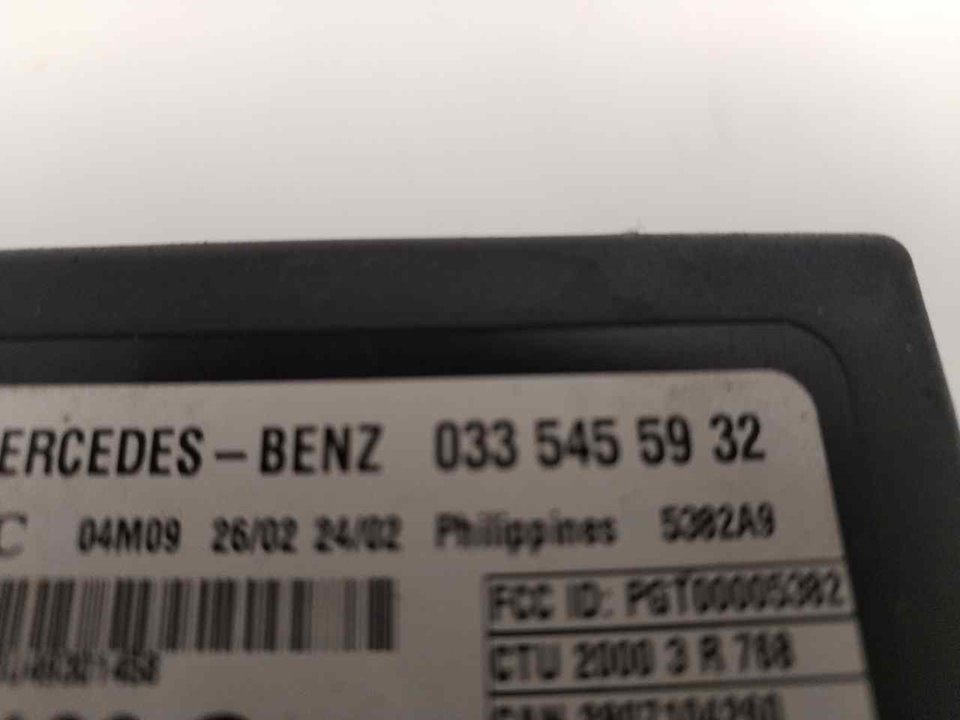 ERCEDES – BENZ 033 545 59 32
C 04M09 26/02 24/02 Philippines 5382A9
FCC ID: PGT00005382
CTU 2000 3 R 768